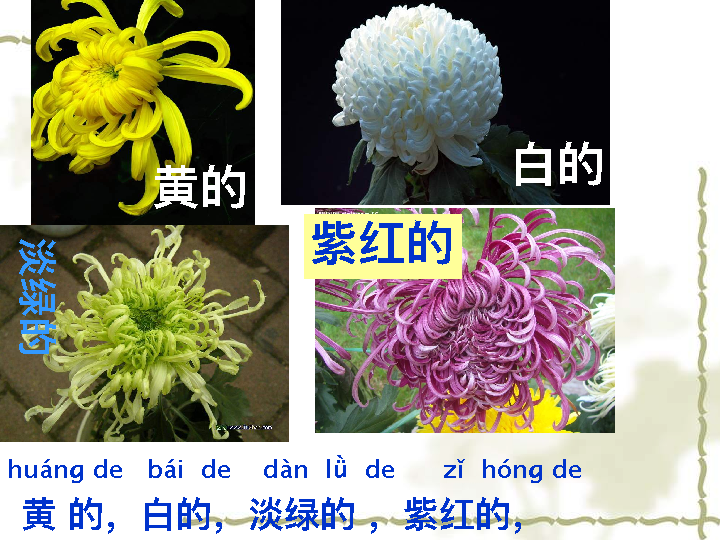 黄的
白的
淡绿的
紫红的
huáng de bái de dàn lǜ de zǐ hóng de
黄 的，白的，淡绿的 ，紫红的，